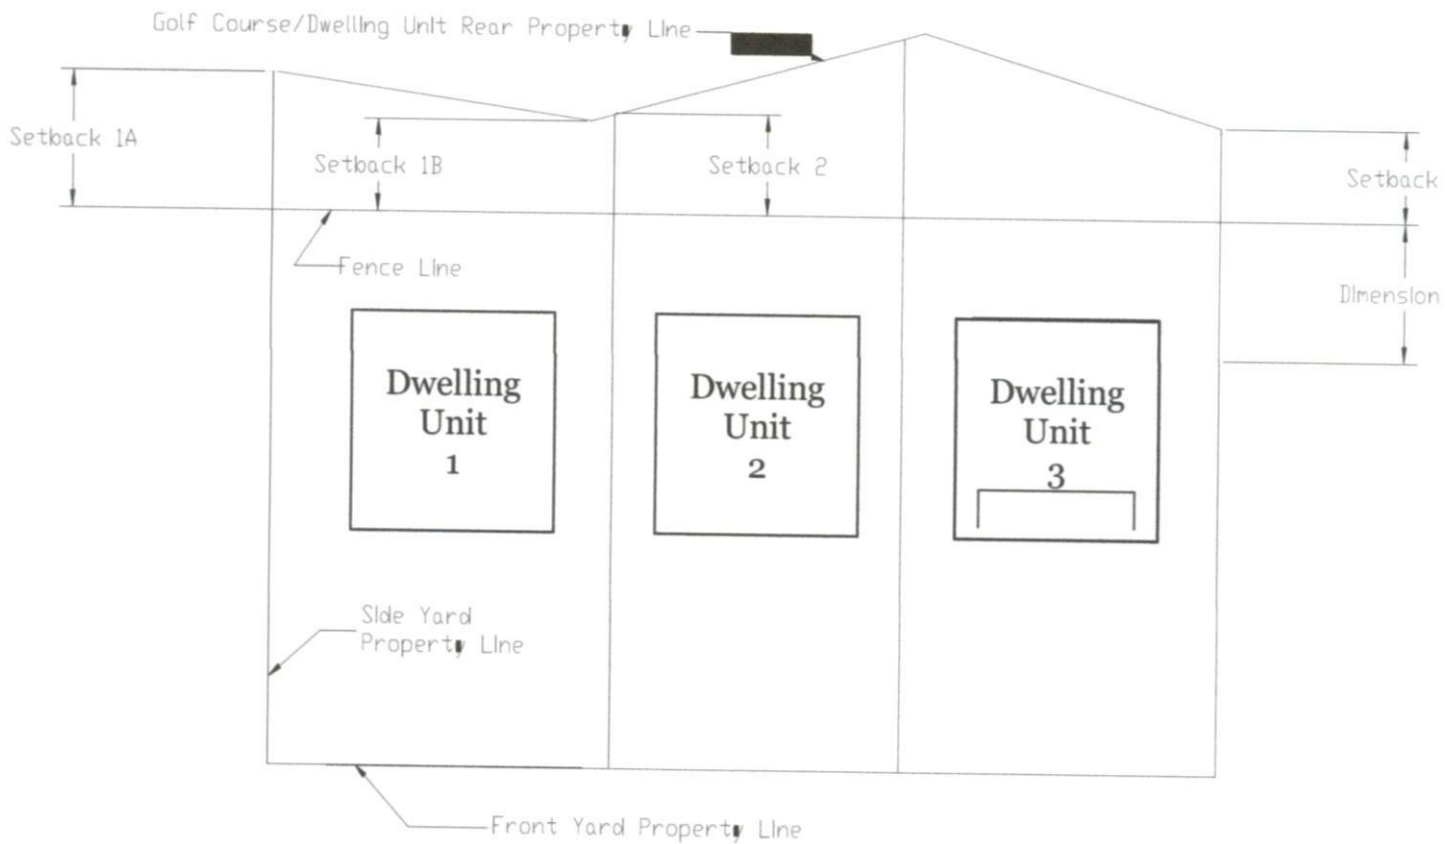 Golf Course/Dwelling Unit Rear Property Line
Setback 1A
Setback 1B
Setback 2
Setback
Fence Line
Dimension
Dwelling
Unit
1
Dwelling
Unit
2
Dwelling
Unit
3
Side Yard
Property Line
Front Yard Property Line